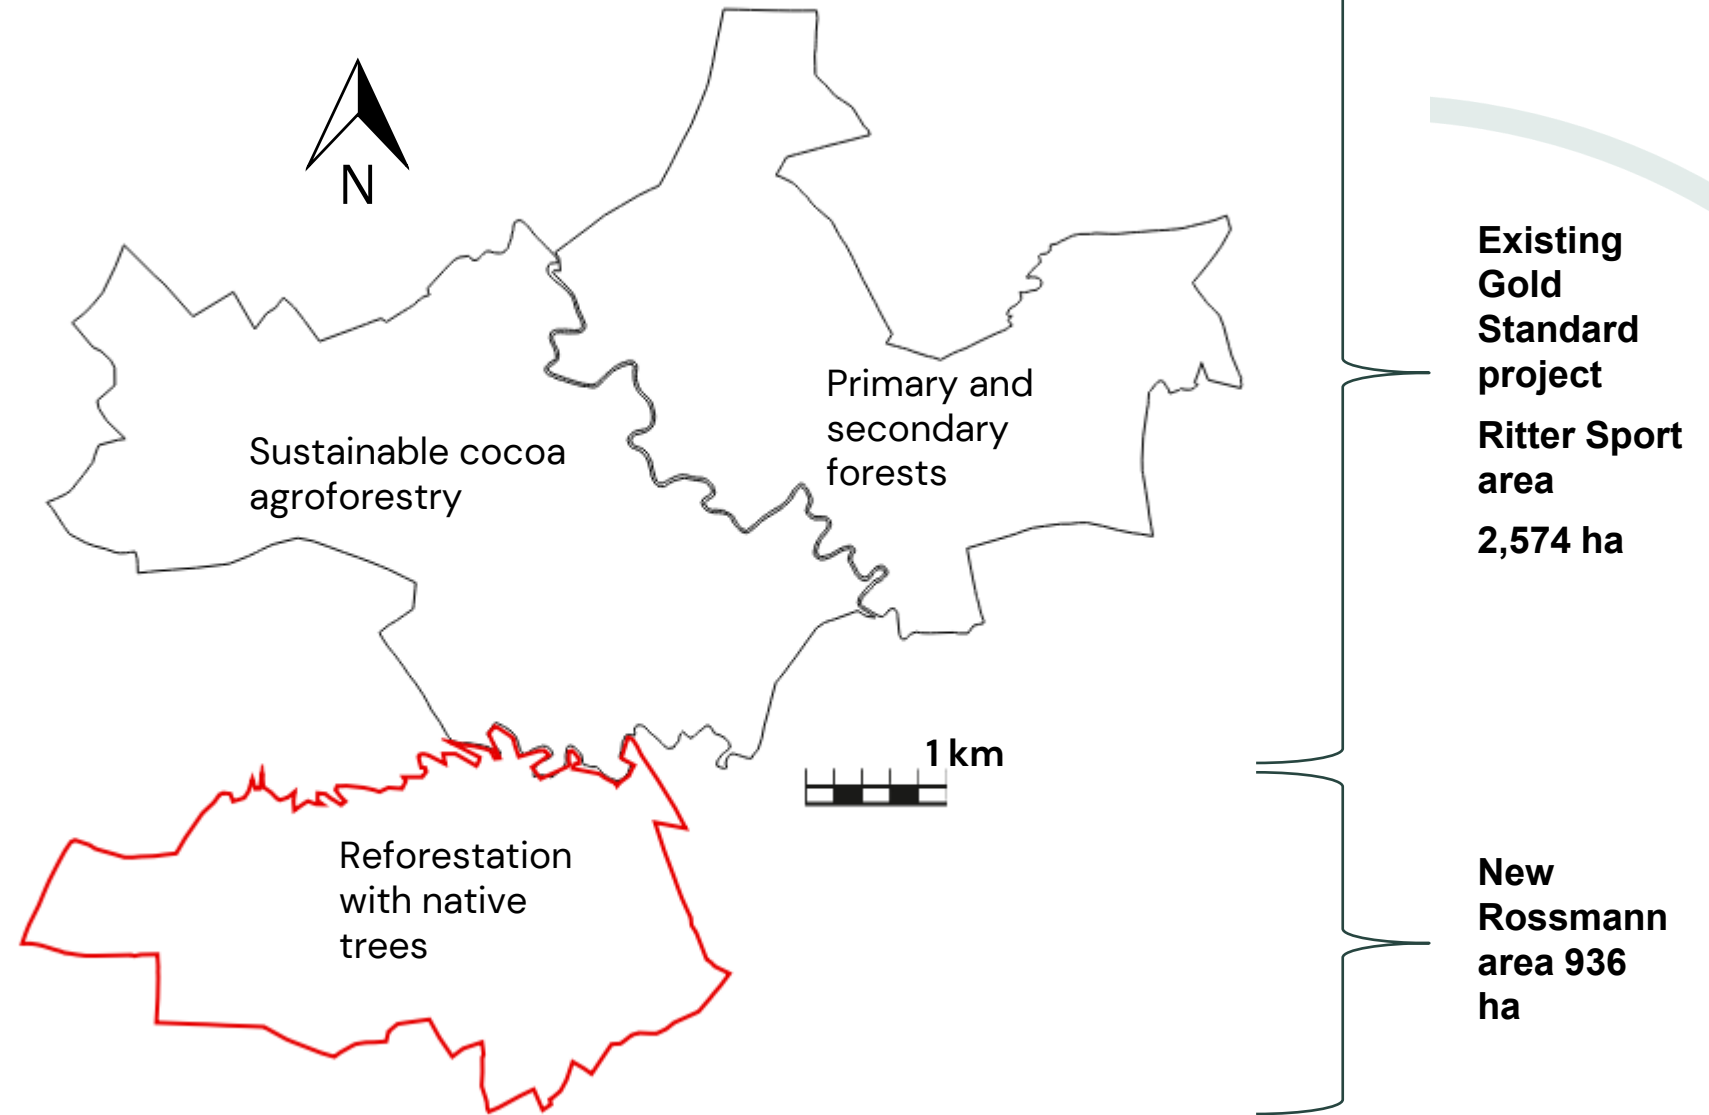 N
Sustainable cocoa
agroforestry
Primary and
secondary
forests
1 km
Reforestation
with native
trees
Existing
Gold
Standard
project
Ritter Sport
area
2,574 ha
New
Rossmann
area 936
ha